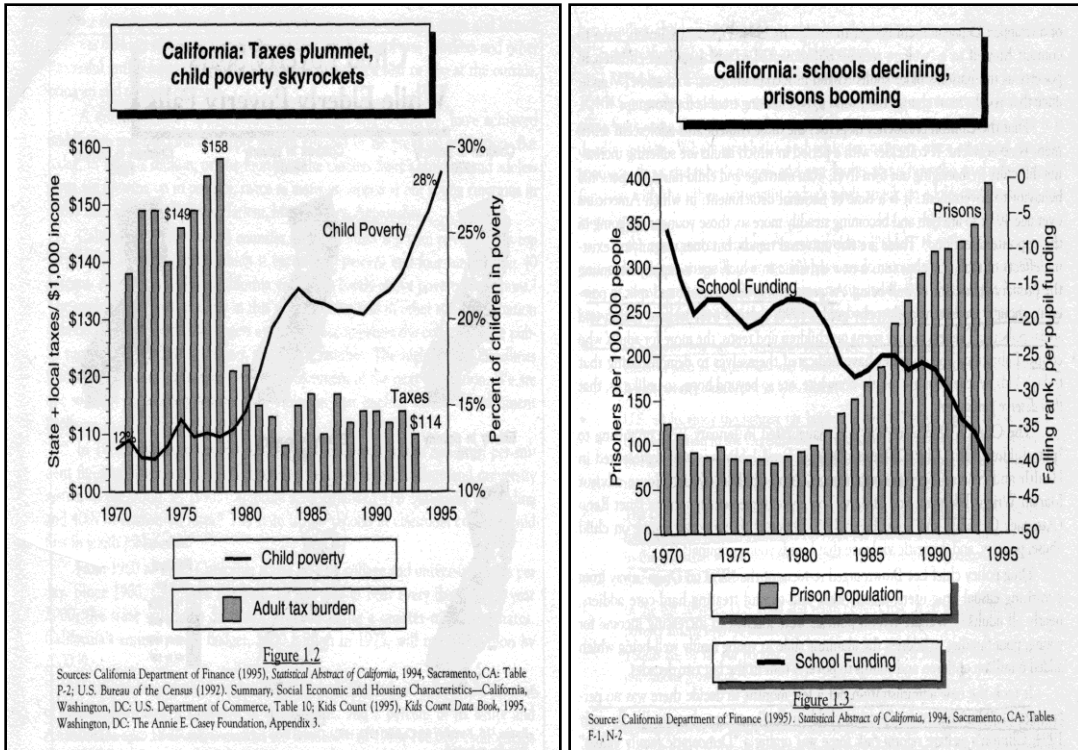 California: Taxes plummet,
child poverty skyrockets
State + local taxes/ $1,000 income
$160
$150
$140
$130
$120
$110
$100
$158
$149
28%
Child Poverty
Taxes
$114
12%
30%
25%
20%
15%
10%
Percent of children in poverty
1970 1975 1980 1985 1990 1995
Child poverty
Adult tax burden
Figure 1.2
Sources: California Department of Finance (1995), Statistical Abstract of California, 1994, Sacramento, CA: Table
P-2; U.S. Bureau of the Census (1992). Summary, Social Economic and Housing Characteristics—California,
Washington, DC: U.S. Department of Commerce, Table 10; Kids Count (1995), Kids Count Data Book, 1995,
Washington, DC: The Annie E. Casey Foundation, Appendix 3.
California: schools declining,
prisons booming
Prisoners per 100,000 people
400
350
300
250
200
150
100
50
0
Prisons
School Funding
-0
-5
-10
-15
-20
-25
-30
-35
-40
-45
-50
Falling rank, per-pupil funding
1970 1975 1980 1985 1990 1995
Prison Population
School Funding
Figure 1.3
Source: California Department of Finance (1995). Statistical Abstract of California, 1994, Sacramento, CA: Tables
F-1, N-2